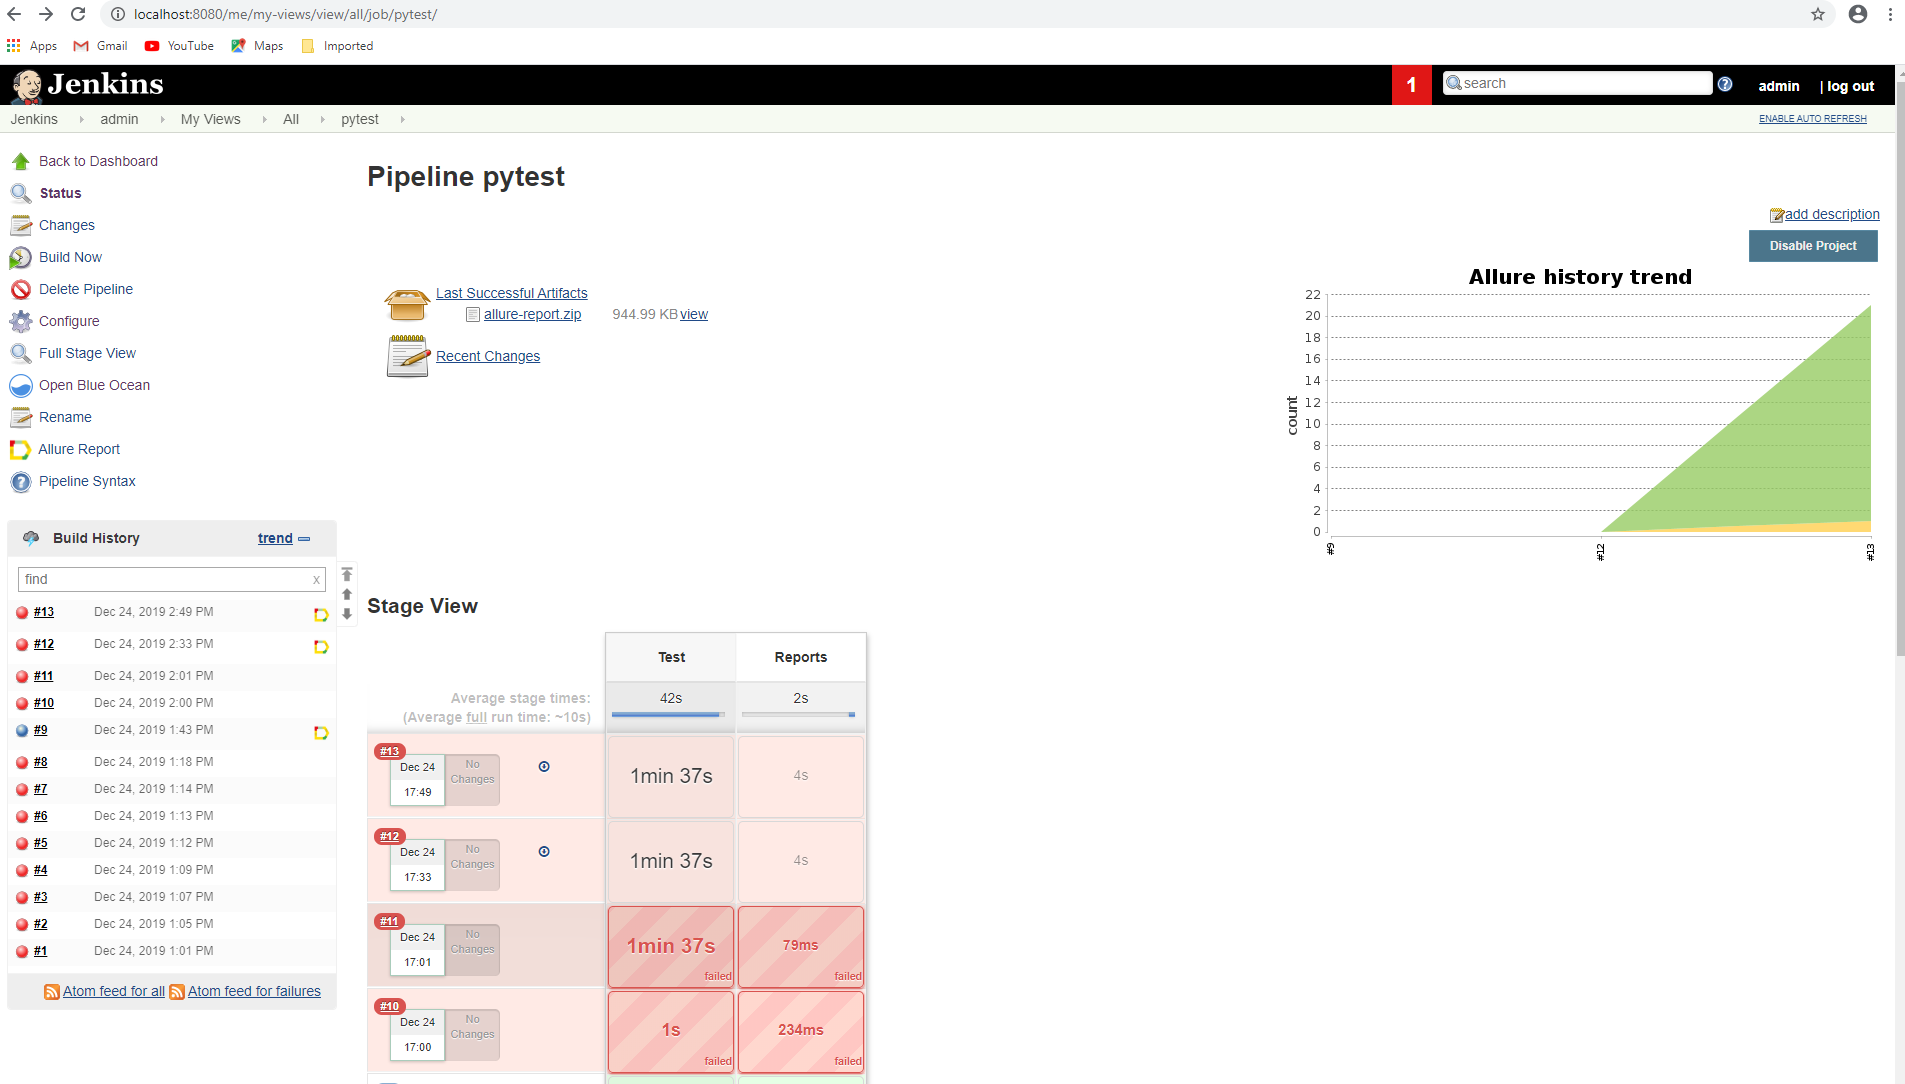 localhost:8080/me/my-views/view/all/job/pytest/
Apps Gmail YouTube Maps Imported
Jenkins
1
search
admin | log out
Jenkins admin My Views All pytest
ENABLE AUTO REFRESH
Back to Dashboard
Status
Changes
Build Now
Delete Pipeline
Configure
Full Stage View
Open Blue Ocean
Rename
Allure Report
Pipeline Syntax
Build History trend
find x
#13 Dec 24, 2019 2:49 PM
#12 Dec 24, 2019 2:33 PM
#11 Dec 24, 2019 2:01 PM
#10 Dec 24, 2019 2:00 PM
#9 Dec 24, 2019 1:43 PM
#8 Dec 24, 2019 1:18 PM
#7 Dec 24, 2019 1:14 PM
#6 Dec 24, 2019 1:13 PM
#5 Dec 24, 2019 1:12 PM
#4 Dec 24, 2019 1:09 PM
#3 Dec 24, 2019 1:07 PM
#2 Dec 24, 2019 1:05 PM
#1 Dec 24, 2019 1:01 PM
Atom feed for all Atom feed for failures
Pipeline pytest
add description
Disable Project
Last Successful Artifacts
allure-report.zip 944.99 KB view
Recent Changes
Allure history trend
22
20
18
16
14
12
10
8
6
4
2
0
count
#9 #12 #13
Stage View
Test Reports
Average stage times:
(Average full run time: ~10s)
42s 2s
#13
Dec 24
17:49
No
Changes
1min 37s 4s
#12
Dec 24
17:33
No
Changes
1min 37s 4s
#11
Dec 24
17:01
No
Changes
1min 37s
failed
79ms
failed
#10
Dec 24
17:00
No
Changes
1s
failed
234ms
failed